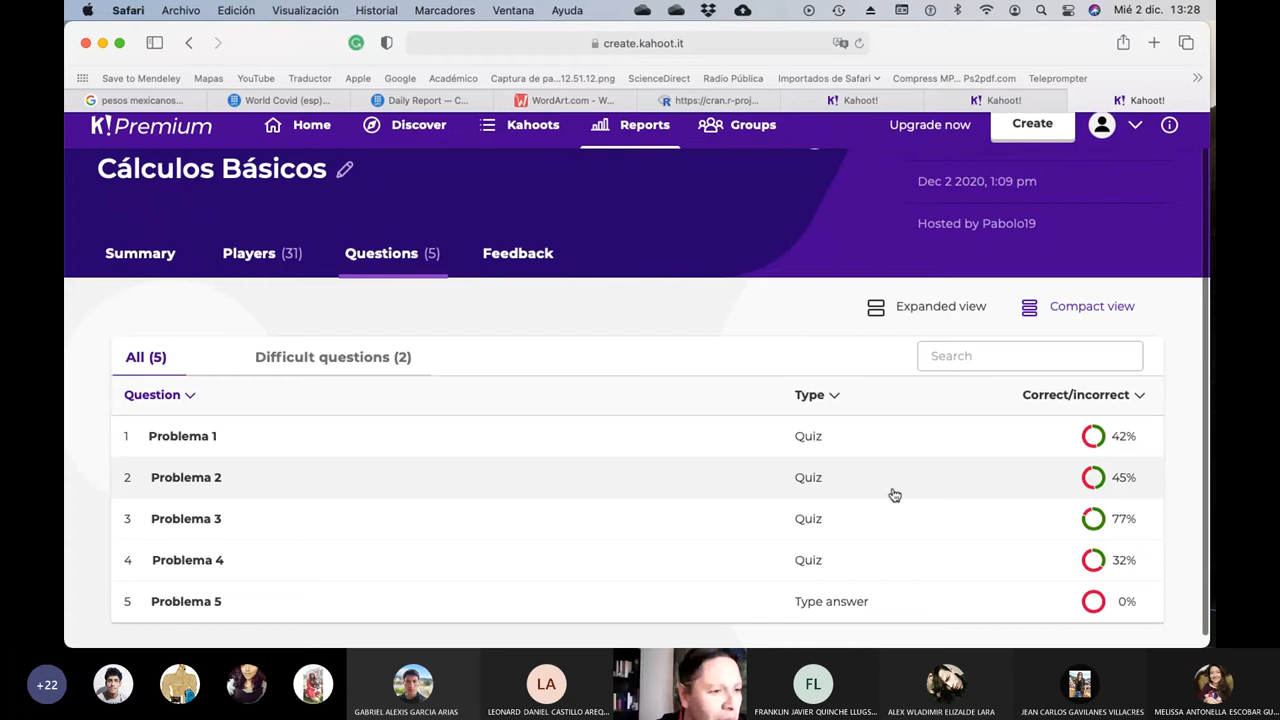 Safari Archivo Edición Visualización Historial Marcadores Ventana Ayuda Mié 2 dic. 13:28
create.kahoot.it
Save to Mendeley Mapas YouTube Traductor Apple Google Académico Captura de pa...12.51.12.png ScienceDirect Radio Pública Importados de Safari Compress MP... Ps2pdf.com Teleprompter
pesos mexicanos... World Covid (esp)... Daily Report — C... WordArt.com - W... https://cran.r-proj... Kahoot! Kahoot! Kahoot!
K!Premium Home Discover Kahoots Reports Groups Upgrade now Create
Cálculos Básicos
Dec 2 2020, 1:09 pm
Hosted by Pabolo19
Summary Players (31) Questions (5) Feedback
Expanded view Compact view
All (5) Difficult questions (2) Search
Question Type Correct/incorrect
1 Problema 1 Quiz 42%
2 Problema 2 Quiz 45%
3 Problema 3 Quiz 77%
4 Problema 4 Quiz 32%
5 Problema 5 Type answer 0%
+22 LA FL
GABRIEL ALEXIS GARCIA ARIAS LEONARD DANIEL CASTILLO AREQ... FRANKLIN JAVIER QUINCHE LLUGS... ALEX WLADIMIR ELIZALDE LARA JEAN CARLOS GAVILANES VILLACRES MELISSA ANTONELLA ESCOBAR GU...